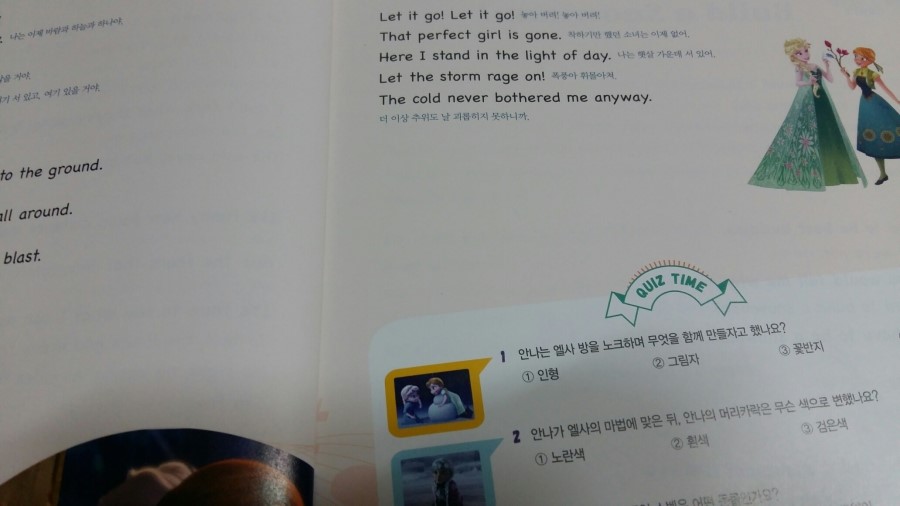 나는 이제 바람과 하늘과 하나야.
있고, 여기 있을 거야.
to the ground.
all around.
blast.
Let it go! Let it go! 놓아 버려! 놓아 버려!
That perfect girl is gone. 착하기만 했던 소녀는 이제 없어.
Here I stand in the light of day. 나는 햇살 가운데 서 있어.
Let the storm rage on! 폭풍아 휘몰아쳐.
The cold never bothered me anyway.
더 이상 추위도 날 괴롭히지 못하니까.
QUIZ TIME
1 안나는 엘사 방을 노크하며 무엇을 함께 만들자고 했나요?
① 인형 ② 그림자 ③ 꽃반지
2 안나가 엘사의 마법에 맞은 뒤, 안나의 머리카락은 무슨 색으로 변했나요?
① 노란색 ② 흰색 ③ 검은색